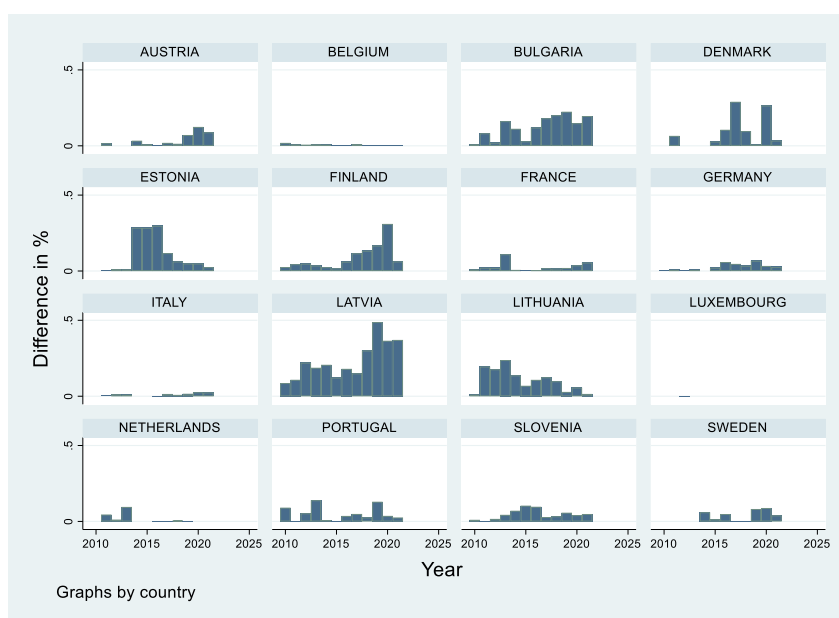 AUSTRIA BELGIUM BULGARIA DENMARK
.5
0
ESTONIA FINLAND FRANCE GERMANY
.5
0
ITALY LATVIA LITHUANIA LUXEMBOURG
.5
0
NETHERLANDS PORTUGAL SLOVENIA SWEDEN
.5
0
Difference in %
2010 2015 2020 2025 2010 2015 2020 2025 2010 2015 2020 2025 2010 2015 2020 2025
Year
Graphs by country